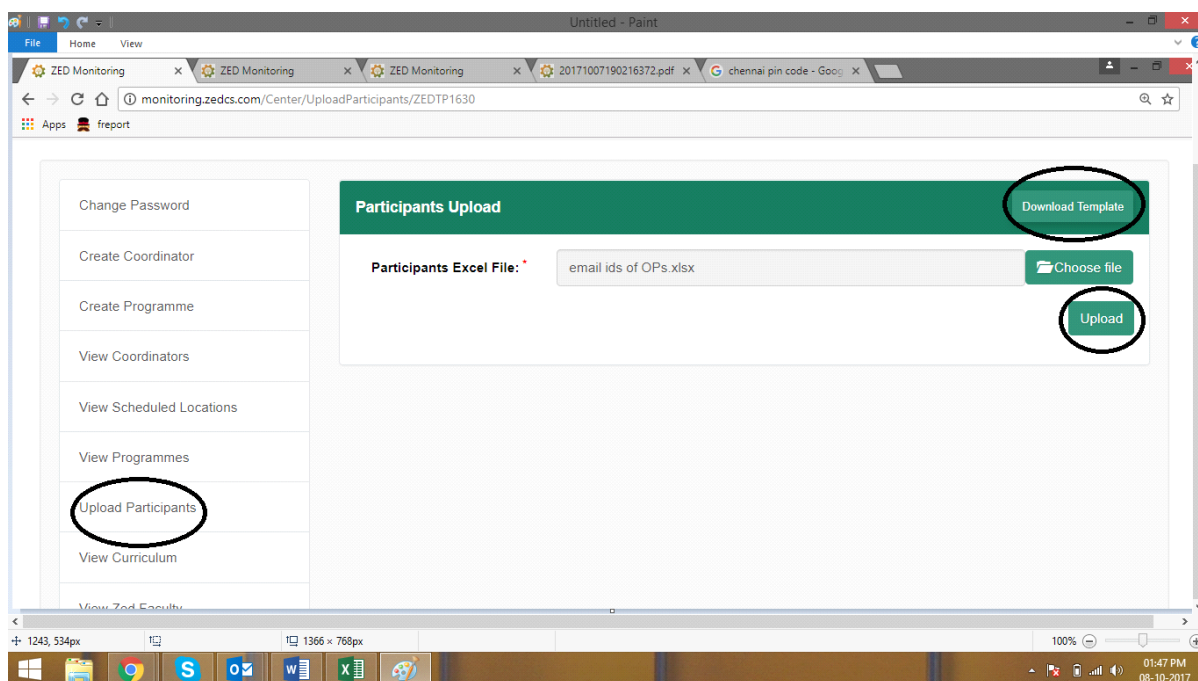 Untitled - Paint
File Home View
ZED Monitoring ZED Monitoring ZED Monitoring 20171007190216372.pdf chennai pin code - Goog
monitoring.zedcs.com/Center/UploadParticipants/ZEDTP1630
Apps freport
Change Password
Create Coordinator
Create Programme
View Coordinators
View Scheduled Locations
View Programmes
Upload Participants
View Curriculum
View Zed Faculty
Participants Upload Download Template
Participants Excel File: * email ids of OPs.xlsx Choose file
Upload
1243, 534px 1366 × 768px 100%
01:47 PM
08-10-2017